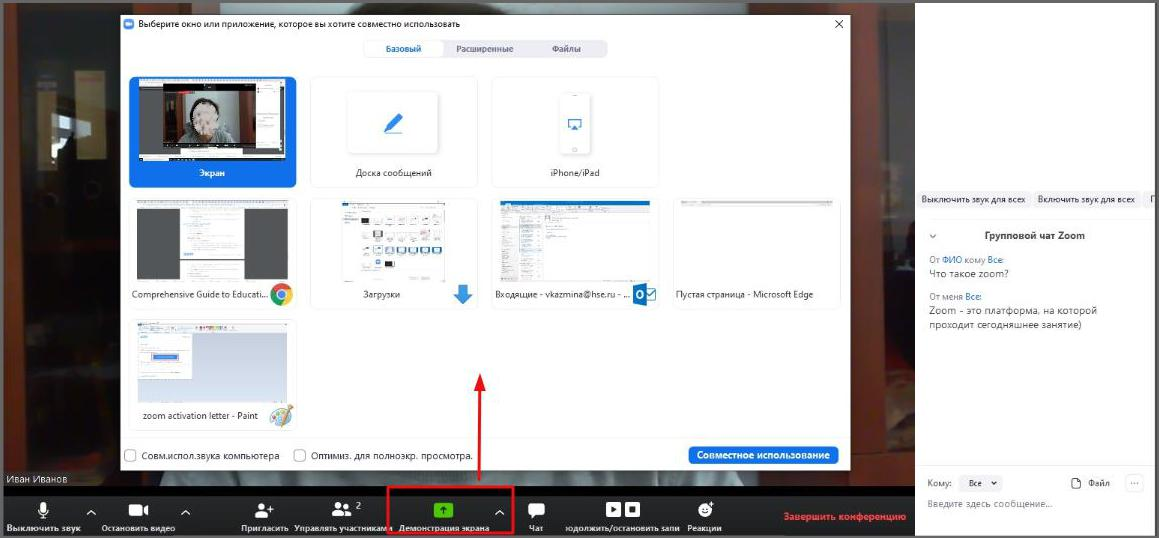 Выберите окно или приложение, которое вы хотите совместно использовать
Базовый Расширенные Файлы
Экран
Доска сообщений
iPhone/iPad
Comprehensive Guide to Educati...
Загрузки
Входящие - vkazmina@hse.ru - ...
Пустая страница - Microsoft Edge
zoom activation letter - Paint
Совм.испол.звука компьютера
Оптимиз. для полноэкр. просмотра.
Совместное использование
Иван Иванов
Выключить звук
Остановить видео
Пригласить
2
Управлять участниками
Демонстрация экрана
Чат
юдолжить/остановить запи
Реакции
Завершить конференцию
Выключить звук для всех
Включить звук для всех
Групповой чат Zoom
От ФИО кому Все:
Что такое zoom?
От меня Все:
Zoom - это платформа, на которой
проходит сегодняшнее занятие)
Кому: Все
Файл
Введите здесь сообщение...